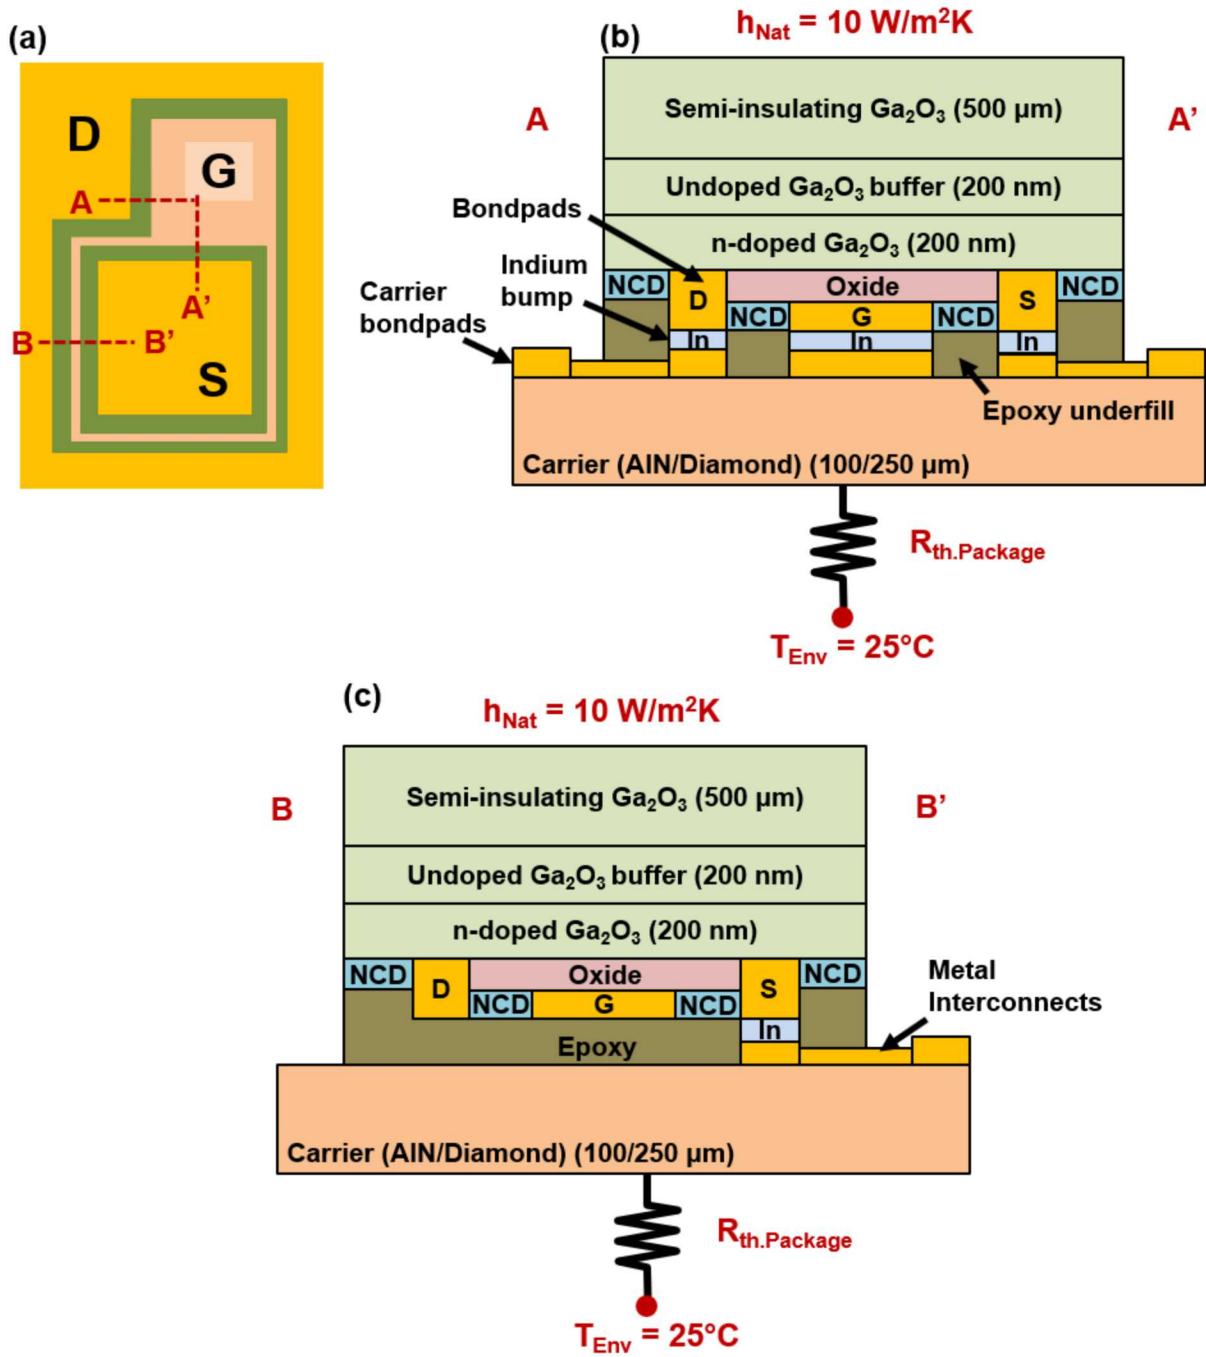 (a)
D
G
A
A'
B
B'
S
(b)
h_Nat = 10 W/m²K
A
A'
Semi-insulating Ga₂O₃ (500 µm)
Undoped Ga₂O₃ buffer (200 nm)
n-doped Ga₂O₃ (200 nm)
Bondpads
Indium
bump
Carrier
bondpads
NCD
D
Oxide
S
NCD
NCD
G
NCD
In
In
In
Epoxy underfill
Carrier (AlN/Diamond) (100/250 µm)
R_th.Package
T_Env = 25°C
(c)
h_Nat = 10 W/m²K
B
B'
Semi-insulating Ga₂O₃ (500 µm)
Undoped Ga₂O₃ buffer (200 nm)
n-doped Ga₂O₃ (200 nm)
NCD
D
Oxide
S
NCD
NCD
G
NCD
In
Epoxy
Metal
Interconnects
Carrier (AlN/Diamond) (100/250 µm)
R_th.Package
T_Env = 25°C